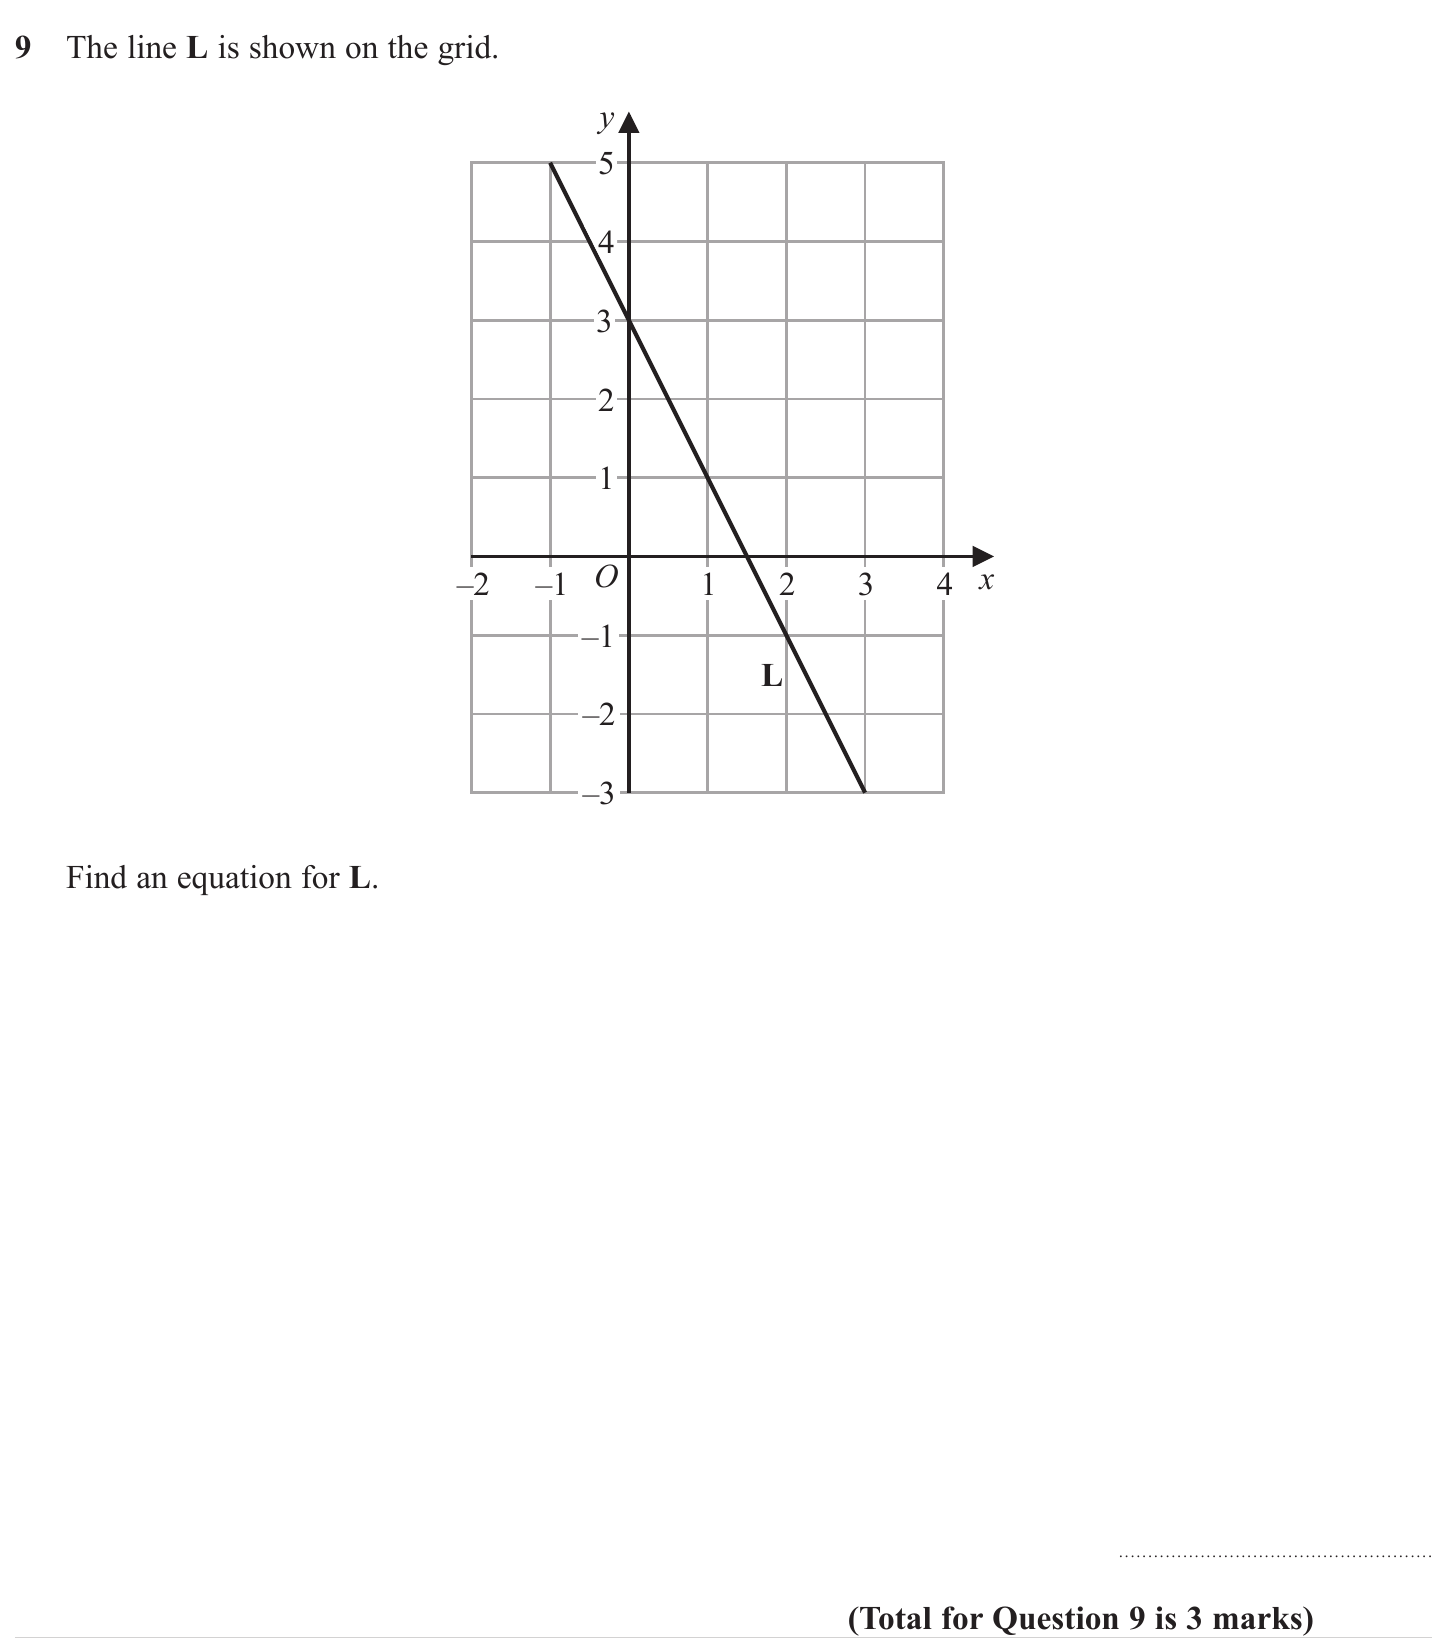 9 The line L is shown on the grid.
y
5
4
3
2
1
–2 –1 O 1 2 3 4 x
–1
L
–2
–3
Find an equation for L.
(Total for Question 9 is 3 marks)